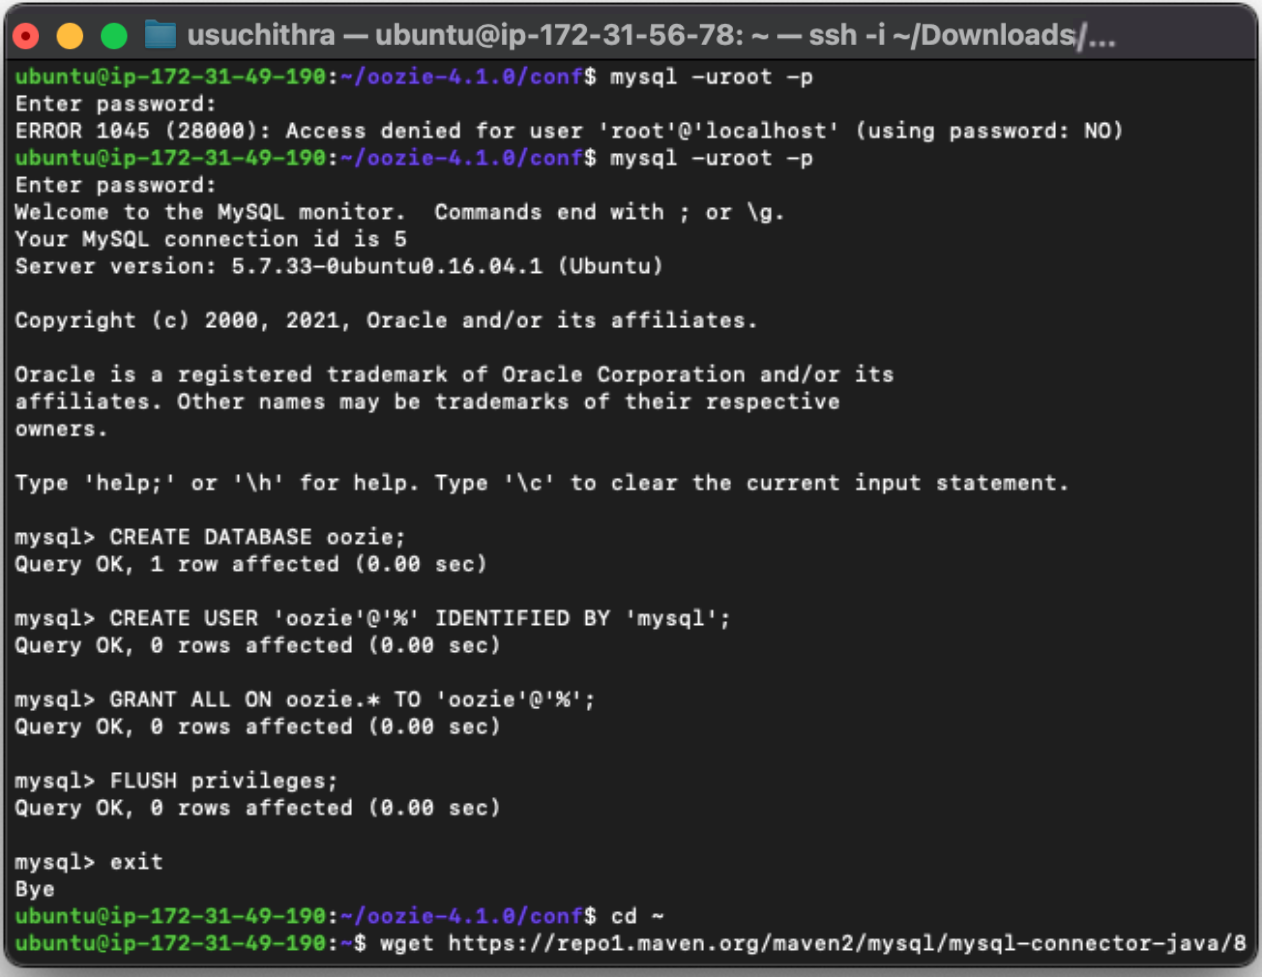 usuchithra — ubuntu@ip-172-31-56-78: ~ — ssh -i ~/Downloads/...
ubuntu@ip-172-31-49-190:~/oozie-4.1.0/conf$ mysql -uroot -p
Enter password:
ERROR 1045 (28000): Access denied for user 'root'@'localhost' (using password: NO)
ubuntu@ip-172-31-49-190:~/oozie-4.1.0/conf$ mysql -uroot -p
Enter password:
Welcome to the MySQL monitor.  Commands end with ; or \g.
Your MySQL connection id is 5
Server version: 5.7.33-0ubuntu0.16.04.1 (Ubuntu)
Copyright (c) 2000, 2021, Oracle and/or its affiliates.
Oracle is a registered trademark of Oracle Corporation and/or its
affiliates. Other names may be trademarks of their respective
owners.
Type 'help;' or '\h' for help. Type '\c' to clear the current input statement.
mysql> CREATE DATABASE oozie;
Query OK, 1 row affected (0.00 sec)
mysql> CREATE USER 'oozie'@'%' IDENTIFIED BY 'mysql';
Query OK, 0 rows affected (0.00 sec)
mysql> GRANT ALL ON oozie.* TO 'oozie'@'%';
Query OK, 0 rows affected (0.00 sec)
mysql> FLUSH privileges;
Query OK, 0 rows affected (0.00 sec)
mysql> exit
Bye
ubuntu@ip-172-31-49-190:~/oozie-4.1.0/conf$ cd ~
ubuntu@ip-172-31-49-190:~$ wget https://repo1.maven.org/maven2/mysql/mysql-connector-java/8